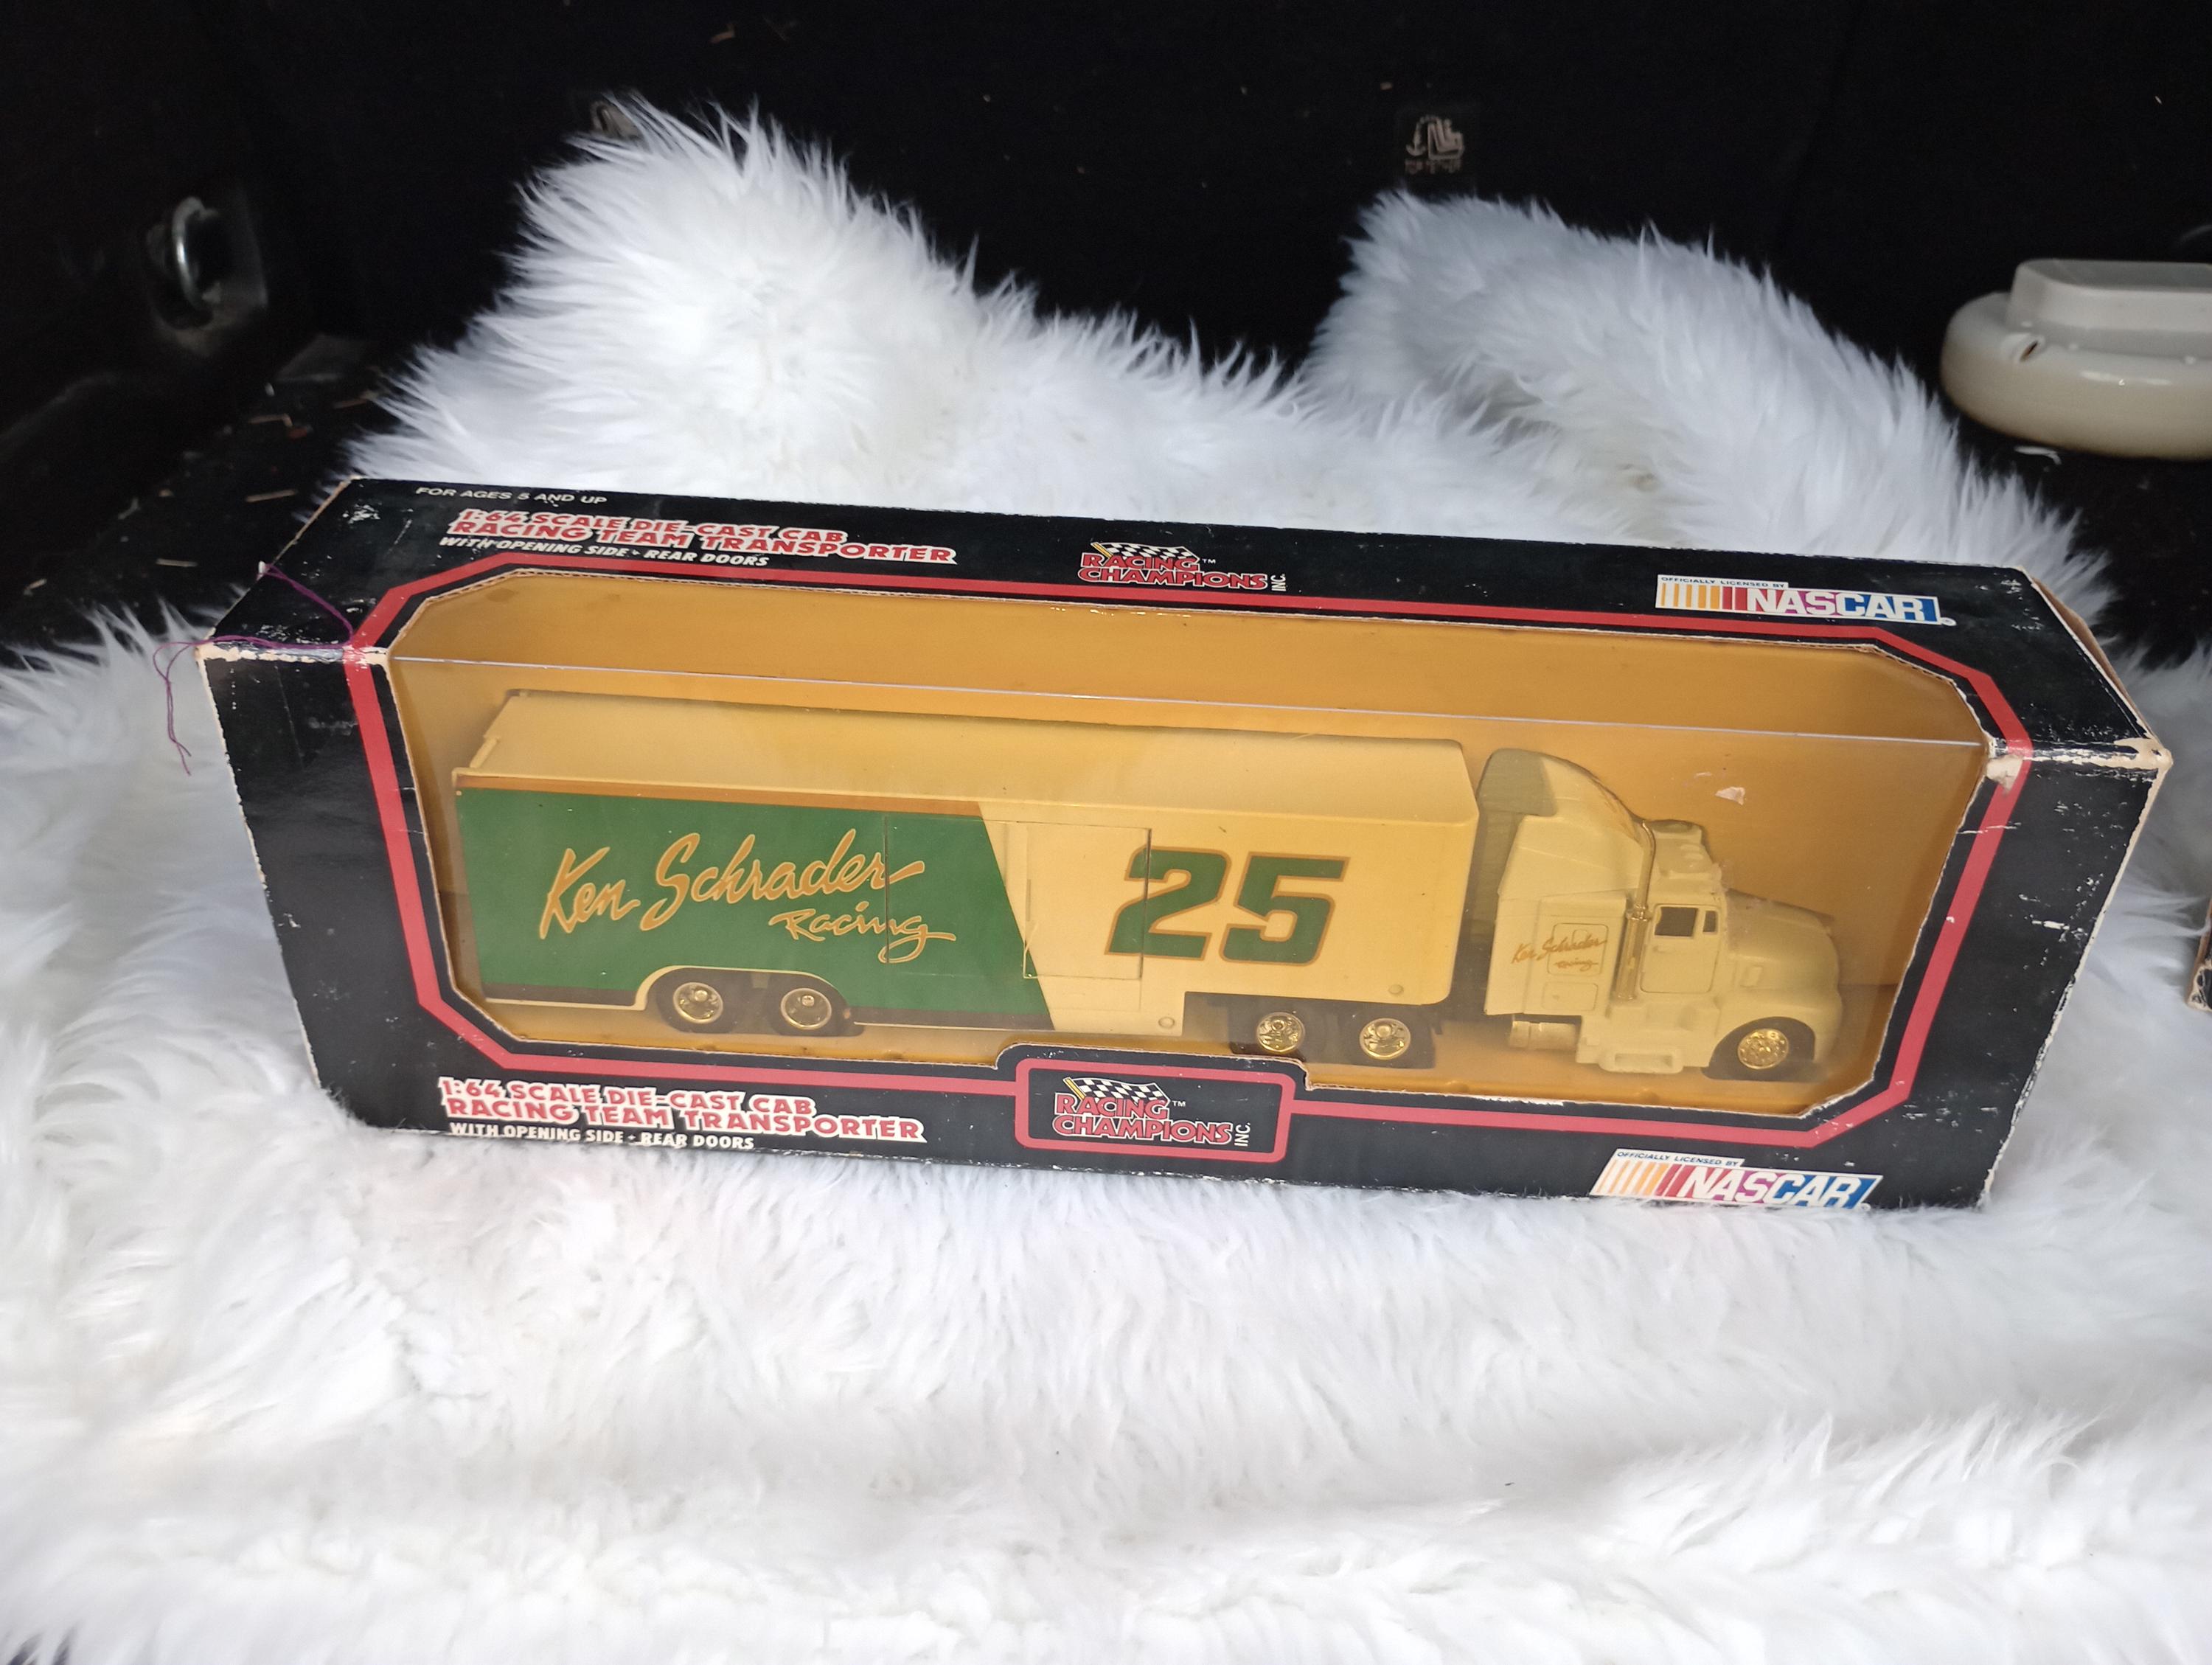 FOR AGES 5 AND UP
1:64 SCALE DIE-CAST CAB
RACING TEAM TRANSPORTER
WITH OPENING SIDE - REAR DOORS
RACING™
CHAMPIONS INC.
OFFICIALLY LICENSED BY
NASCAR®
Ken Schrader
Racing
25
Ken Schrader
Racing
1:64 SCALE DIE-CAST CAB
RACING TEAM TRANSPORTER
WITH OPENING SIDE - REAR DOORS
RACING™
CHAMPIONS INC.
OFFICIALLY LICENSED BY
NASCAR®